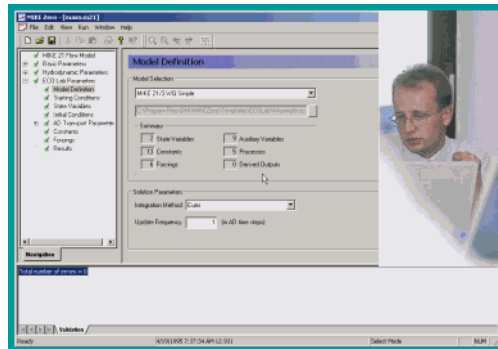 MIKE Zero - [mason.m21]
File Edit View Run Window Help
MIKE 21 Flow Model
Basic Parameters
Hydrodynamic Parameters
ECO Lab Parameters
Model Definition
Starting Conditions
State Variables
Initial Conditions
AD Transport Parameter
Constants
Forcings
Results
Navigation
Model Definition
Model Selection
MIKE 21/3 WQ Simple
Summary
2 State Variables
9 Auxiliary Variables
13 Constants
5 Processes
6 Forcings
0 Derived Outputs
Solution Parameters
Integration Method: Euler
Update Frequency: 1 (in AD time steps)
Total number of errors = 0
Validation
Ready
Select Mode
NUM